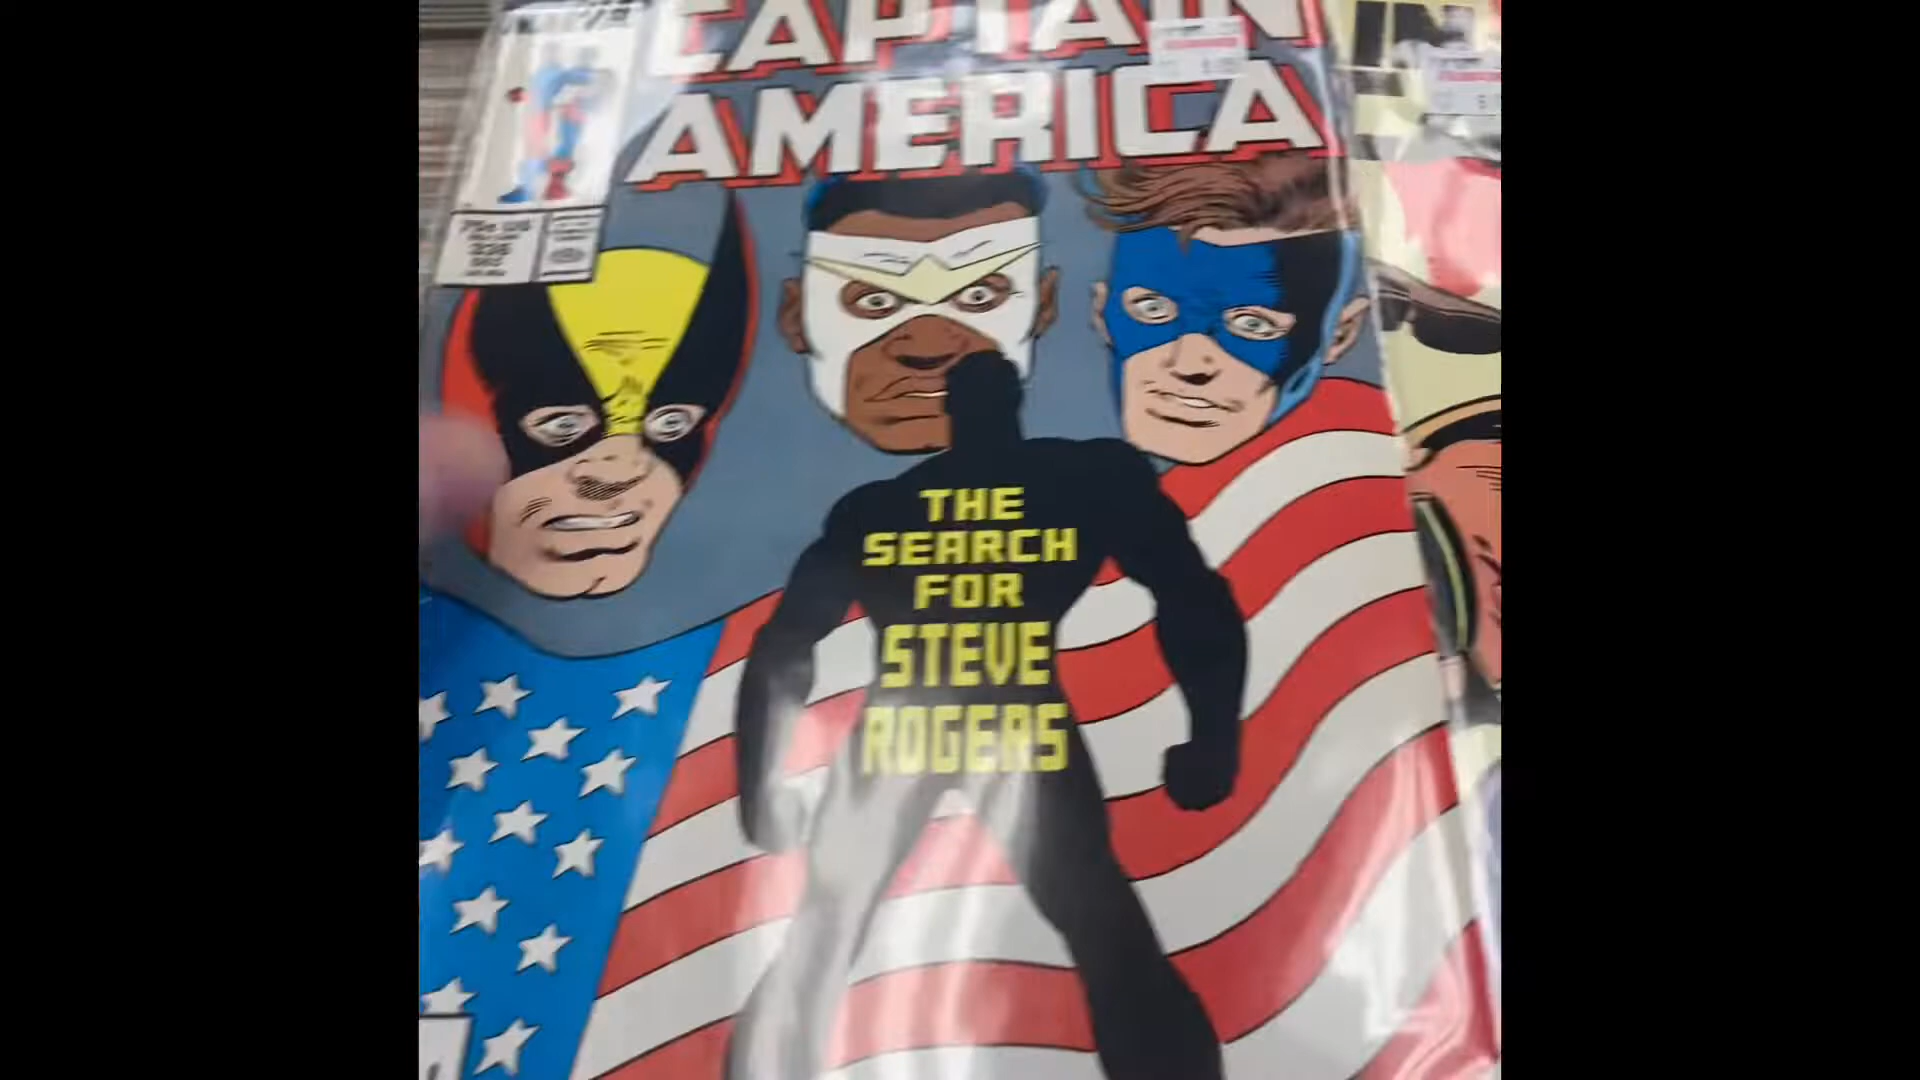 CAPTAIN
AMERICA
THE
SEARCH
FOR
STEVE
ROGERS